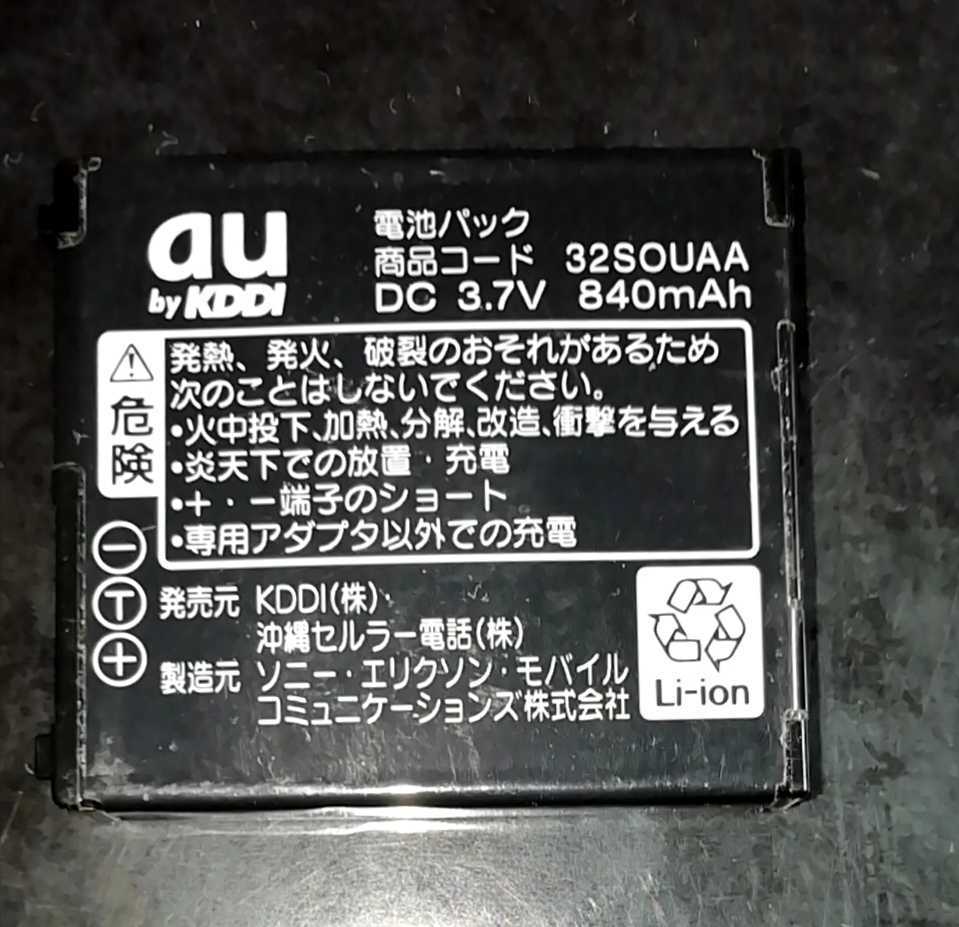 au
by KDDI
電池パック
商品コード 32SOUAA
DC 3.7V 840mAh
危険
発熱、発火、破裂のおそれがあるため
次のことはしないでください。
・火中投下、加熱、分解、改造、衝撃を与える
・炎天下での放置・充電
・+・-端子のショート
・専用アダプタ以外での充電
-
T
+
発売元 KDDI(株)・
沖縄セルラー電話(株)
製造元 ソニー・エリクソン・モバイル
コミュニケーションズ株式会社
Li-ion